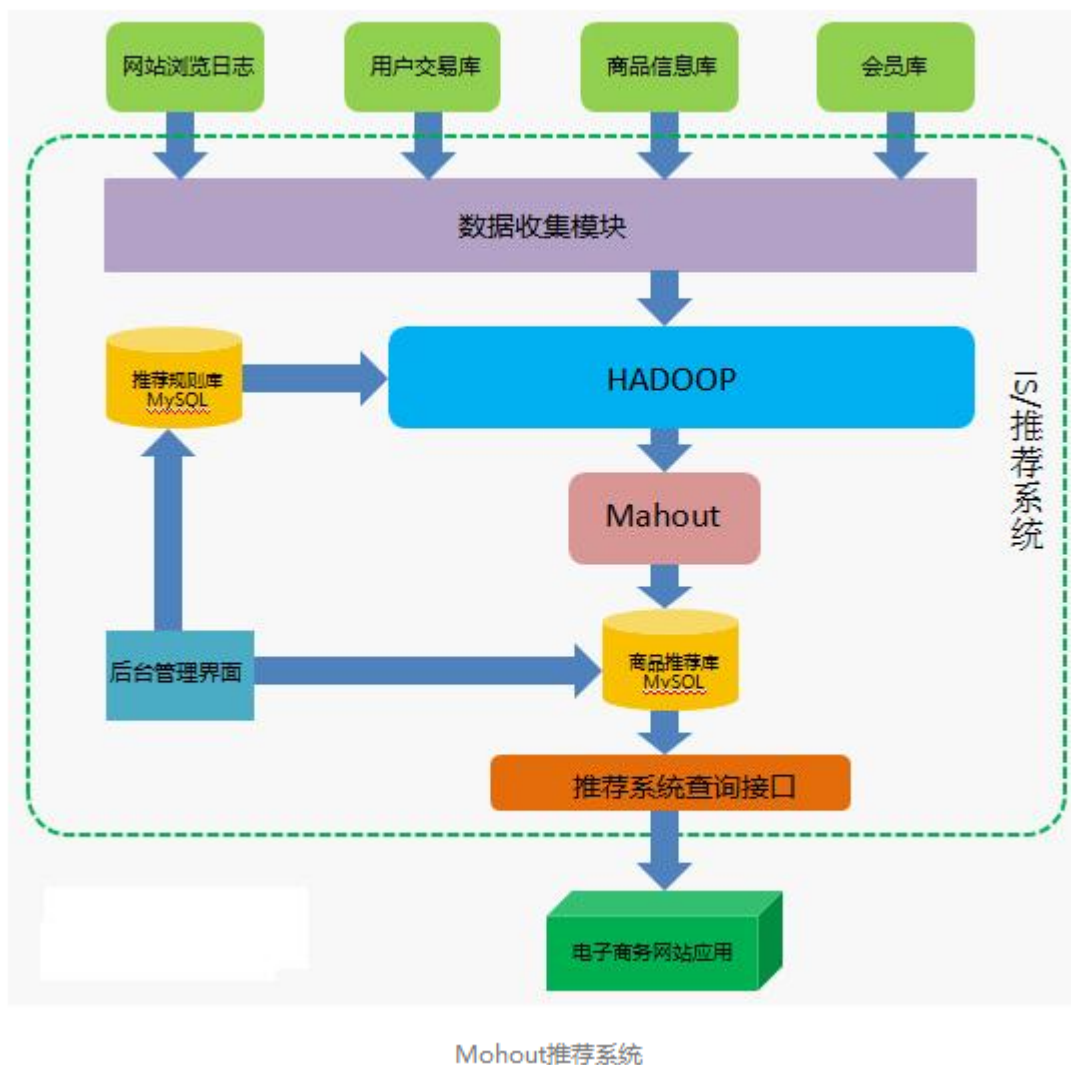 网站浏览日志
用户交易库
商品信息库
会员库
数据收集模块
推荐规则库
MySQL
HADOOP
IS/推荐系统
Mahout
后台管理界面
商品推荐库
MySQL
推荐系统查询接口
电子商务网站应用
Mohout推荐系统